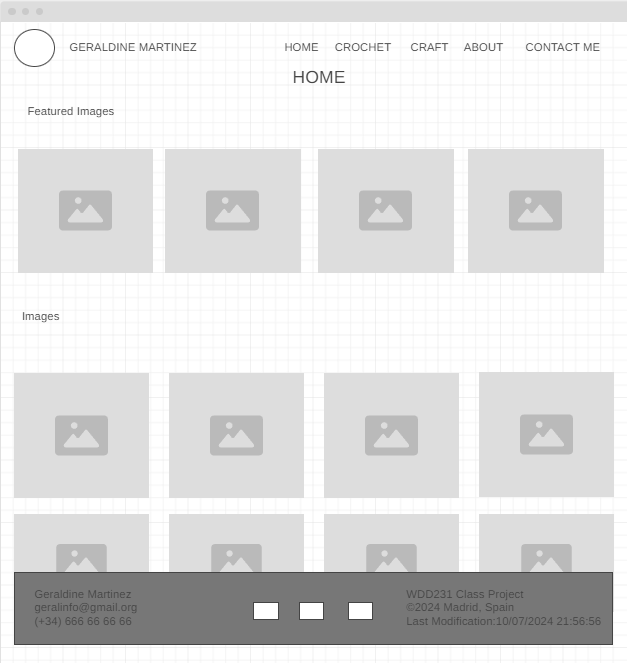 GERALDINE MARTINEZ HOME CROCHET CRAFT ABOUT CONTACT ME
HOME
Featured Images
Images
Geraldine Martinez
geralinfo@gmail.org
(+34) 666 66 66 66
WDD231 Class Project
©2024 Madrid, Spain
Last Modification:10/07/2024 21:56:56